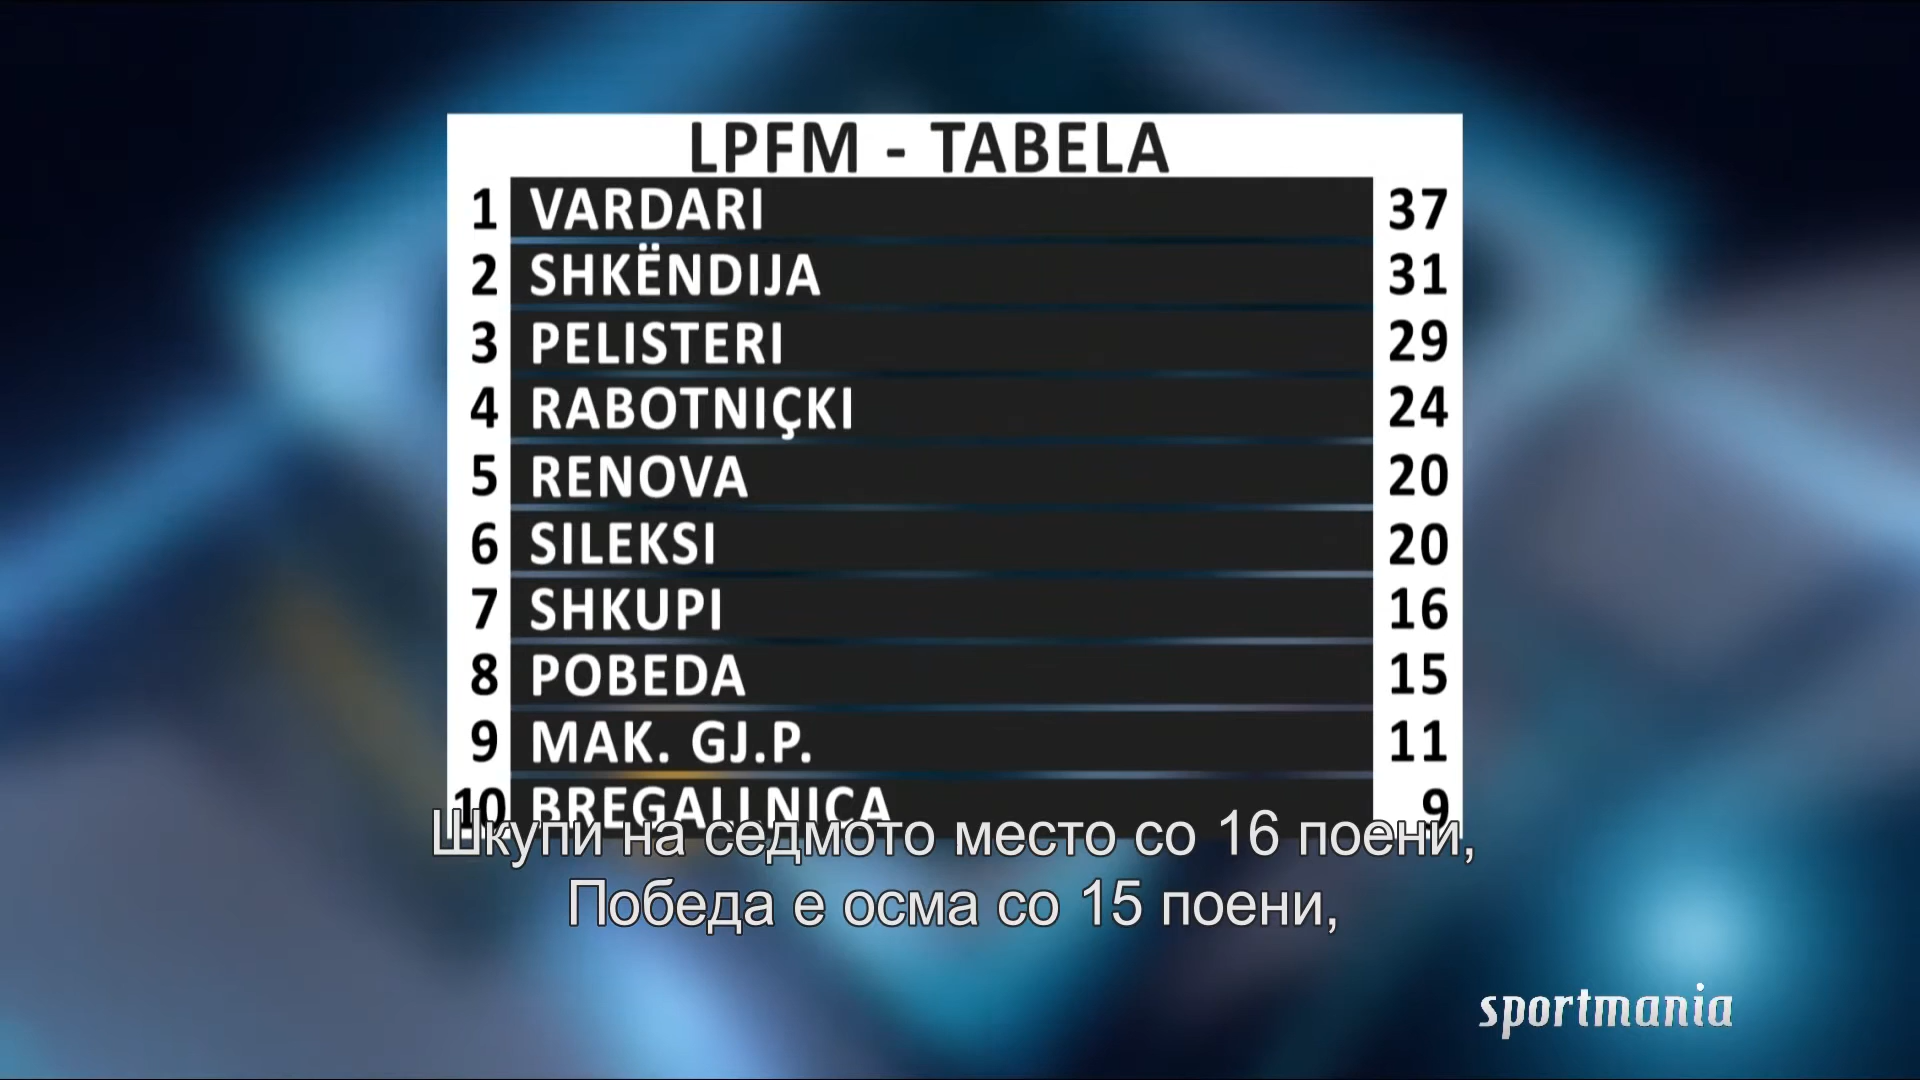 LPFM - TABELA
1 VARDARI 37
2 SHKËNDIJA 31
3 PELISTERI 29
4 RABOTNIÇKI 24
5 RENOVA 20
6 SILEKSI 20
7 SHKUPI 16
8 POBEDA 15
9 MAK. GJ.P. 11
10 BREGALLNICA 9
Шкупи на седмото место со 16 поени,
Победа е осма со 15 поени,
sportmania